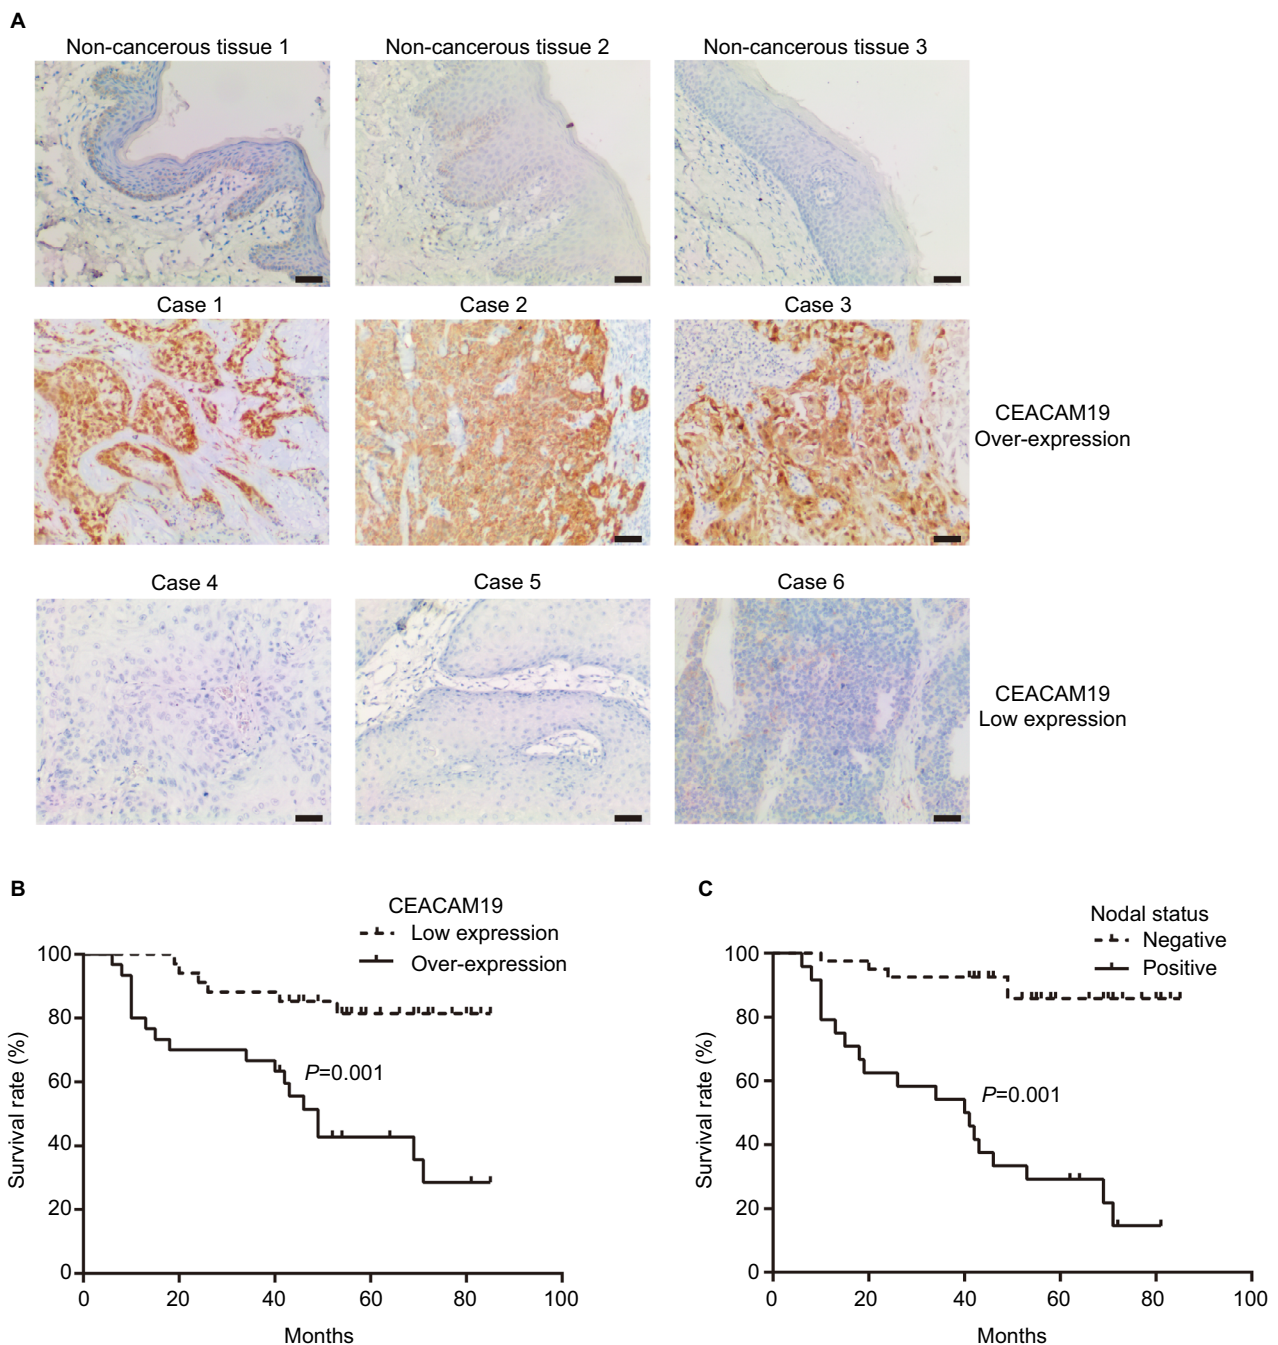 A
Non-cancerous tissue 1
Non-cancerous tissue 2
Non-cancerous tissue 3
Case 1
Case 2
Case 3
CEACAM19
Over-expression
Case 4
Case 5
Case 6
CEACAM19
Low expression
B
CEACAM19
Low expression
Over-expression
100
80
60
40
20
0
Survival rate (%)
P=0.001
0
20
40
60
80
100
Months
C
Nodal status
Negative
Positive
100
80
60
40
20
0
Survival rate (%)
P=0.001
0
20
40
60
80
100
Months